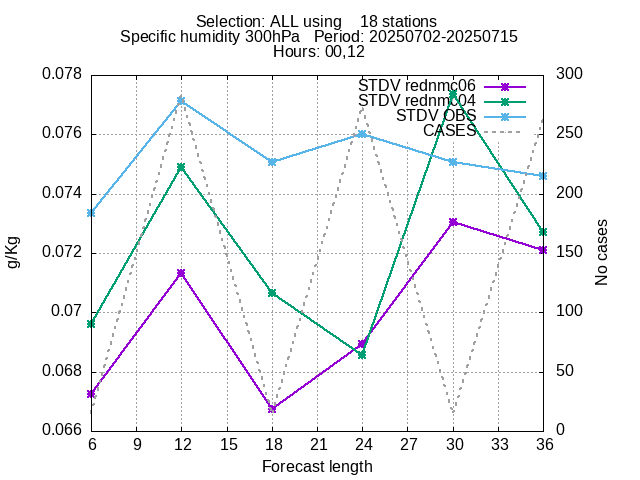 Selection: ALL using    18 stations
Specific humidity 300hPa   Period: 20250702-20250715
Hours: 00,12
STDV rednmc06
STDV rednmc04
STDV OBS
CASES
0.078
0.076
0.074
0.072
0.07
0.068
0.066
300
250
200
150
100
50
0
g/Kg
No cases
6 9 12 15 18 21 24 27 30 33 36
Forecast length